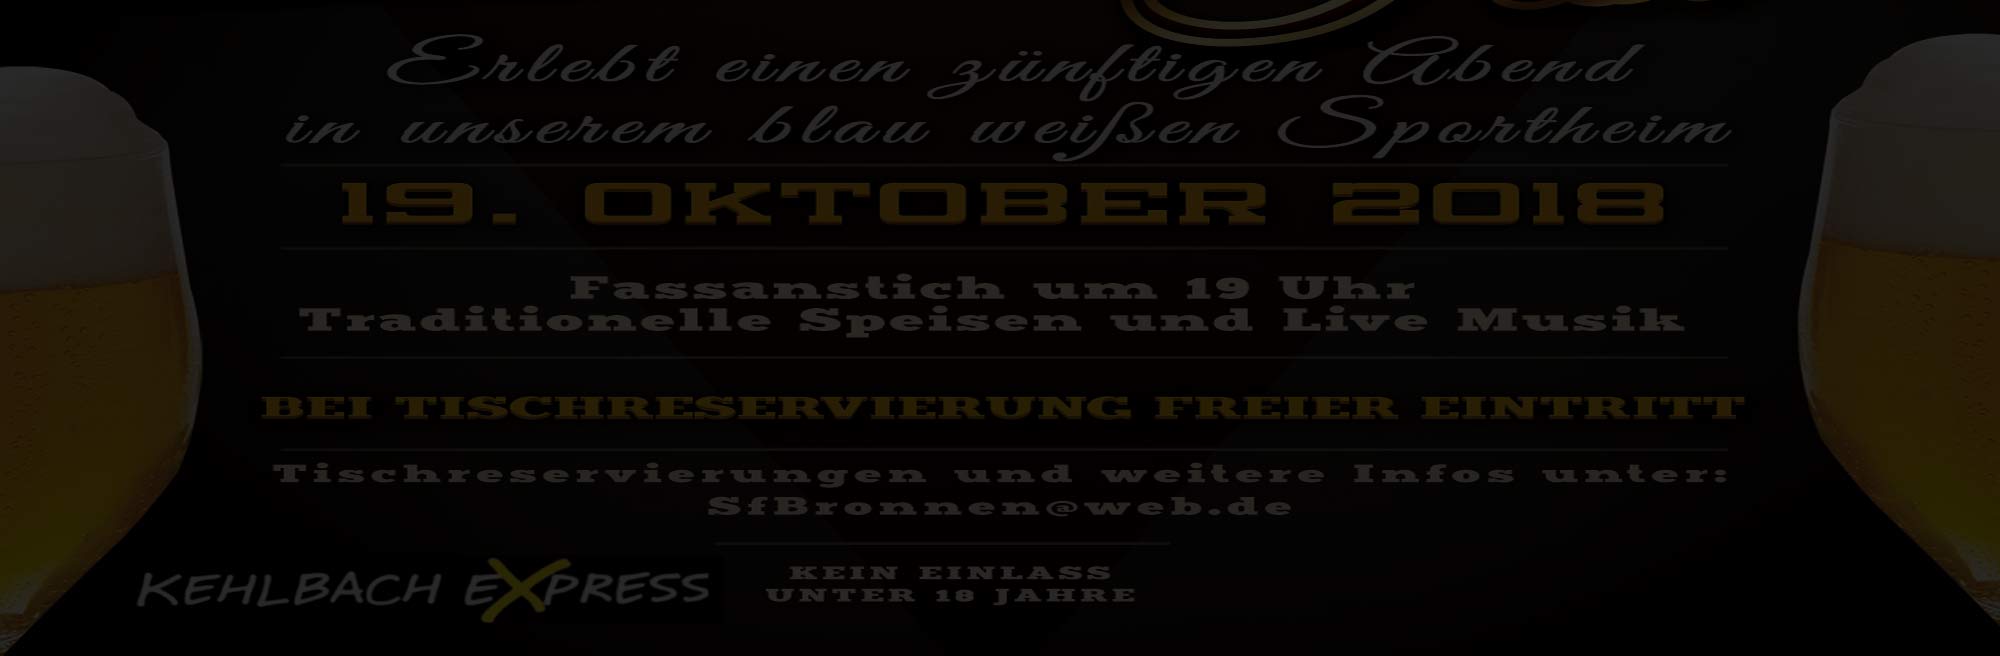 Erlebt einen zünftigen Abend
in unserem blau weißen Sportheim
19. OKTOBER 2018
Fassanstich um 19 Uhr
Traditionelle Speisen und Live Musik
BEI TISCHRESERVIERUNG FREIER EINTRITT
Tischreservierungen und weitere Infos unter:
SfBronnen@web.de
KEHLBACH EXPRESS
KEIN EINLASS
UNTER 18 JAHRE